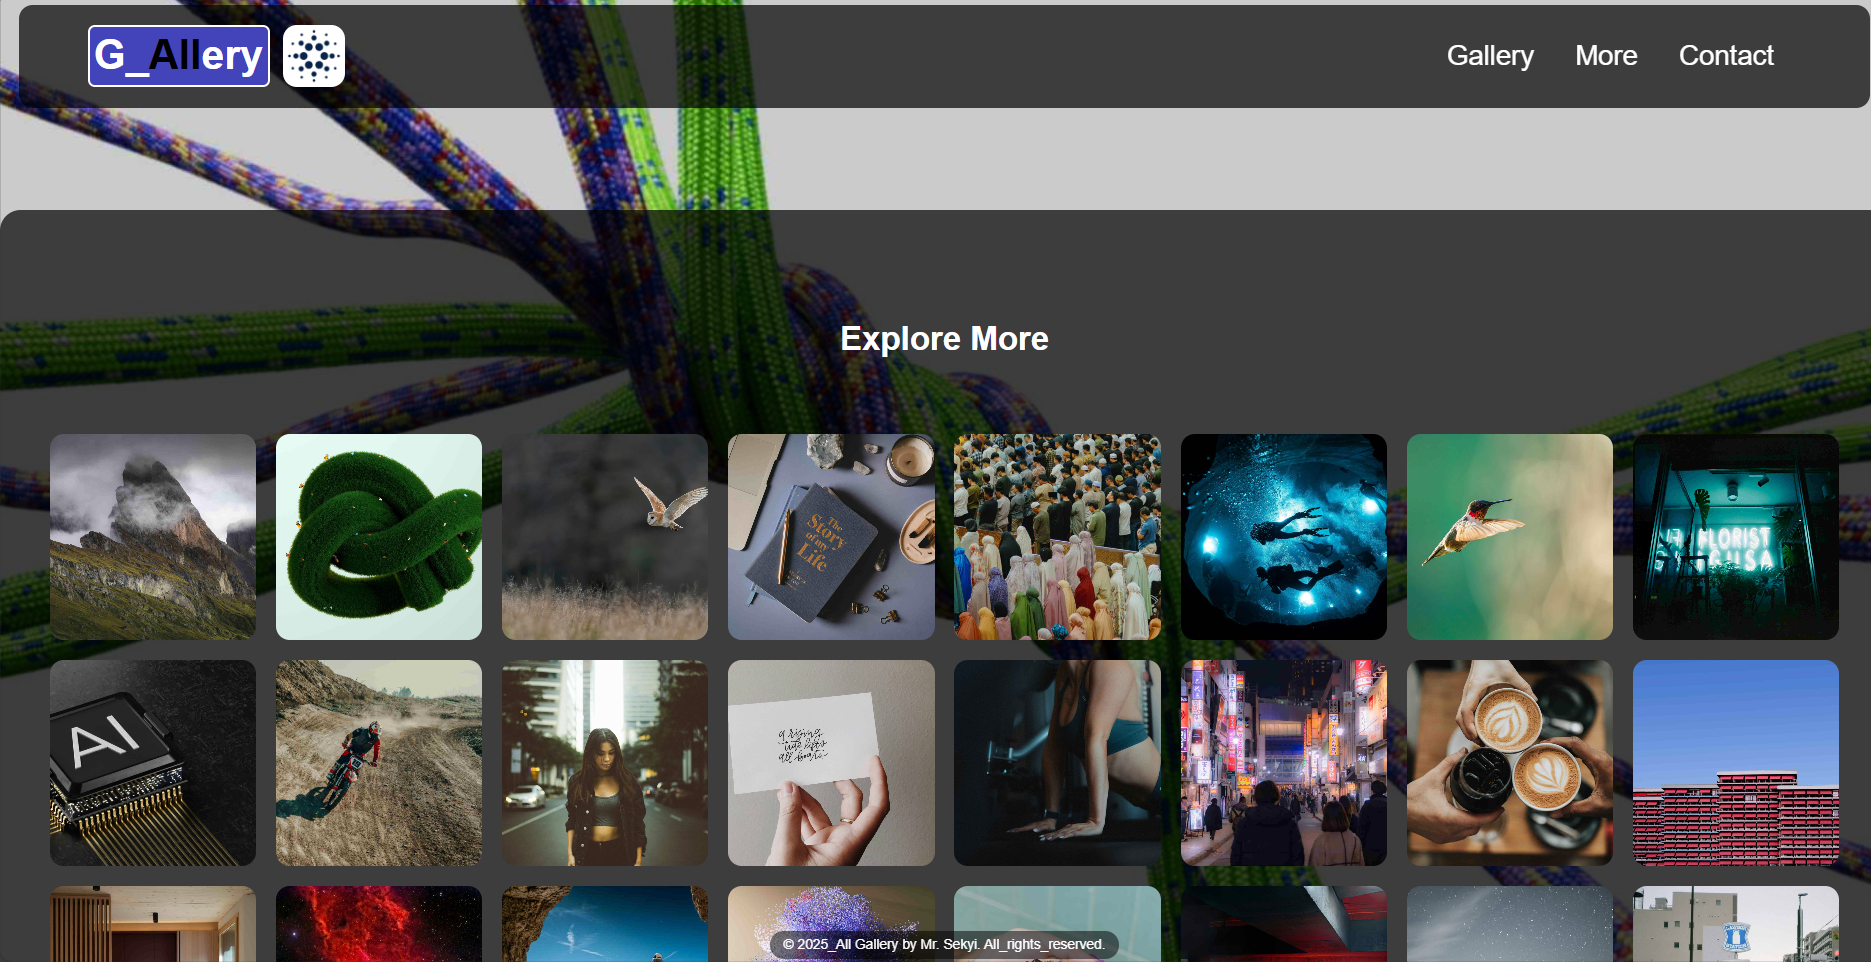 G_Allery
Gallery
More
Contact
Explore More
The
Story
of my
Life
FLORIST
AI
© 2025_All Gallery by Mr. Sekyi. All_rights_reserved.